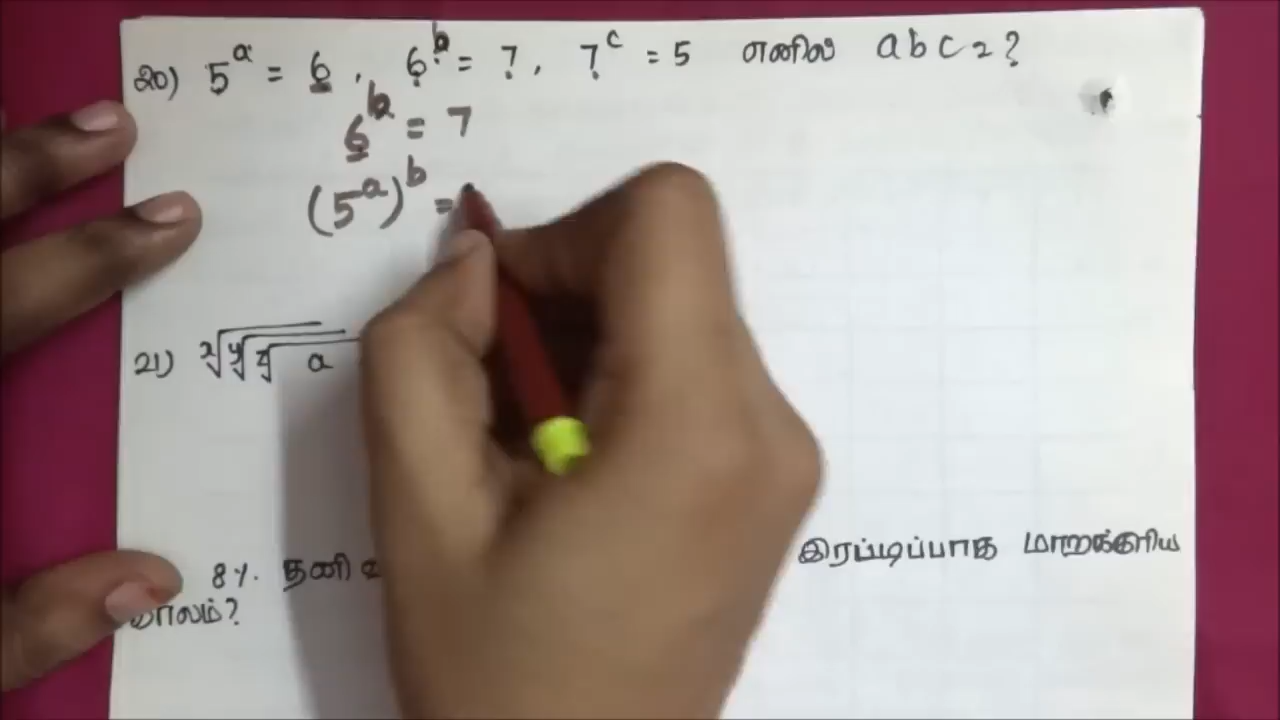 20) 5^a = 6, 6^b = 7, 7^c = 5 எனில் abc = ?
6^b = 7
(5^a)^b =
21) ˣ√ʸ√ᶻ√a
8%. தனி இரட்டிப்பாக மாறக்கூரிய
காலம்?